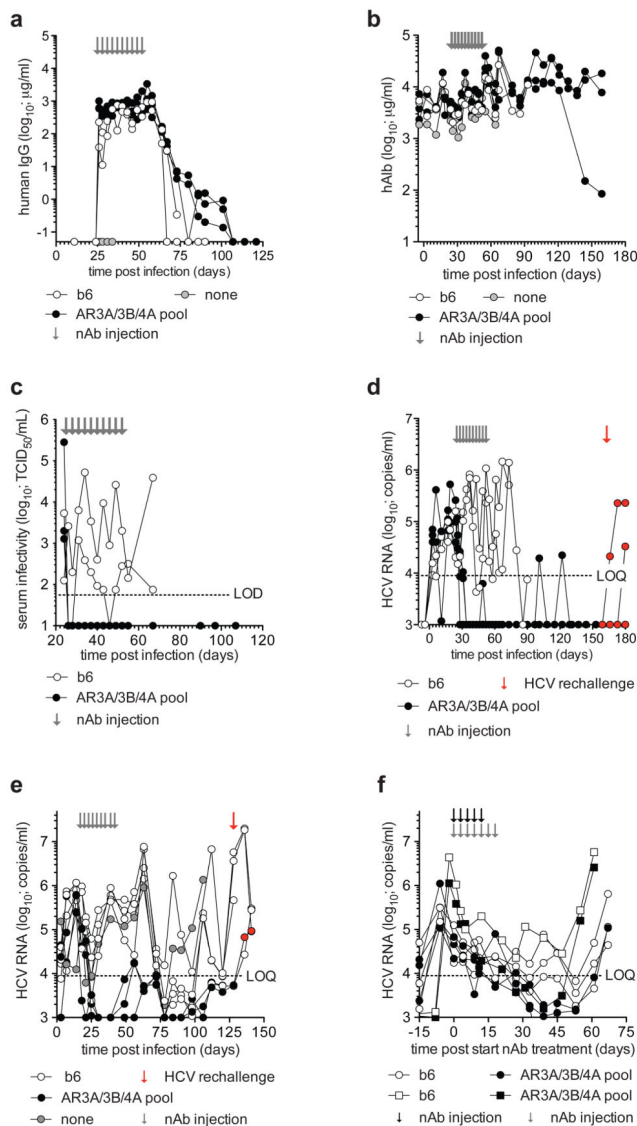 a
human IgG (log10; μg/ml)
5
4
3
2
1
0
-1
0 25 50 75 100 125
time post infection (days)
b6 none
AR3A/3B/4A pool
nAb injection
b
hAlb (log10; μg/ml)
5
4
3
2
1
0 30 60 90 120 150 180
time post infection (days)
b6 none
AR3A/3B/4A pool
nAb injection
c
serum infectivity (log10; TCID50/mL)
6
5
4
3
2
1
LOD
20 40 60 80 100 120
time post infection (days)
b6
AR3A/3B/4A pool
nAb injection
d
HCV RNA (log10; copies/ml)
7
6
5
4
3
LOQ
0 30 60 90 120 150 180
time post infection (days)
b6 HCV rechallenge
AR3A/3B/4A pool
nAb injection
e
HCV RNA (log10; copies/ml)
7
6
5
4
3
LOQ
0 25 50 75 100 125 150
time post infection (days)
b6 HCV rechallenge
AR3A/3B/4A pool
none nAb injection
f
HCV RNA (log10; copies/ml)
7
6
5
4
3
LOQ
-15 0 15 30 45 60 75
time post start nAb treatment (days)
b6 AR3A/3B/4A pool
b6 AR3A/3B/4A pool
nAb injection nAb injection